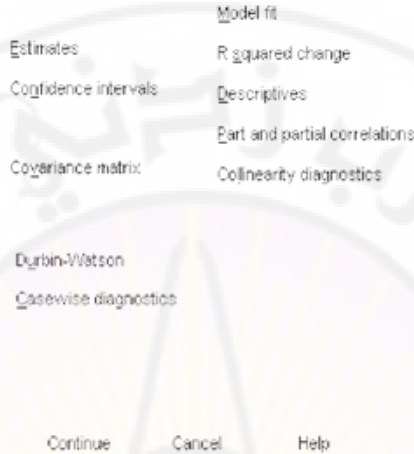 Model fit
Estimates
R squared change
Confidence intervals
Descriptives
Part and partial correlations
Covariance matrix
Collinearity diagnostics
Durbin-Watson
Casewise diagnostics
Continue Cancel Help